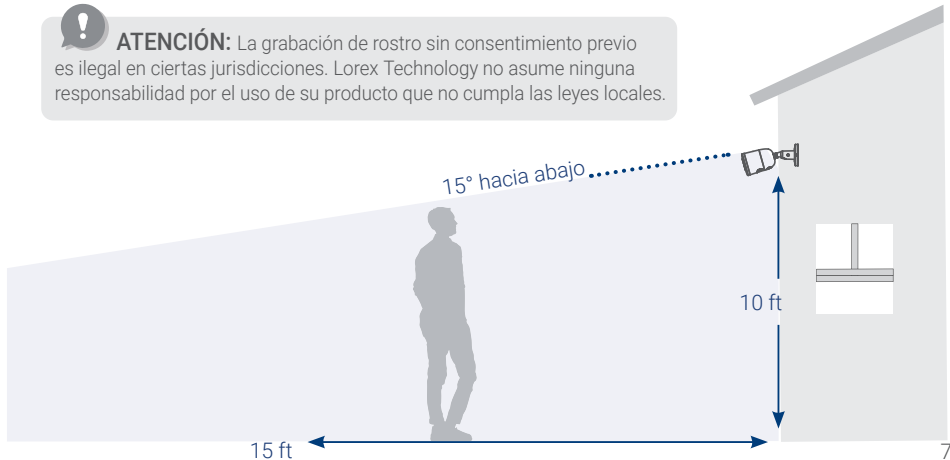 ATENCIÓN: La grabación de rostro sin consentimiento previo
es ilegal en ciertas jurisdicciones. Lorex Technology no asume ninguna
responsabilidad por el uso de su producto que no cumpla las leyes locales.
15° hacia abajo
10 ft
15 ft
7